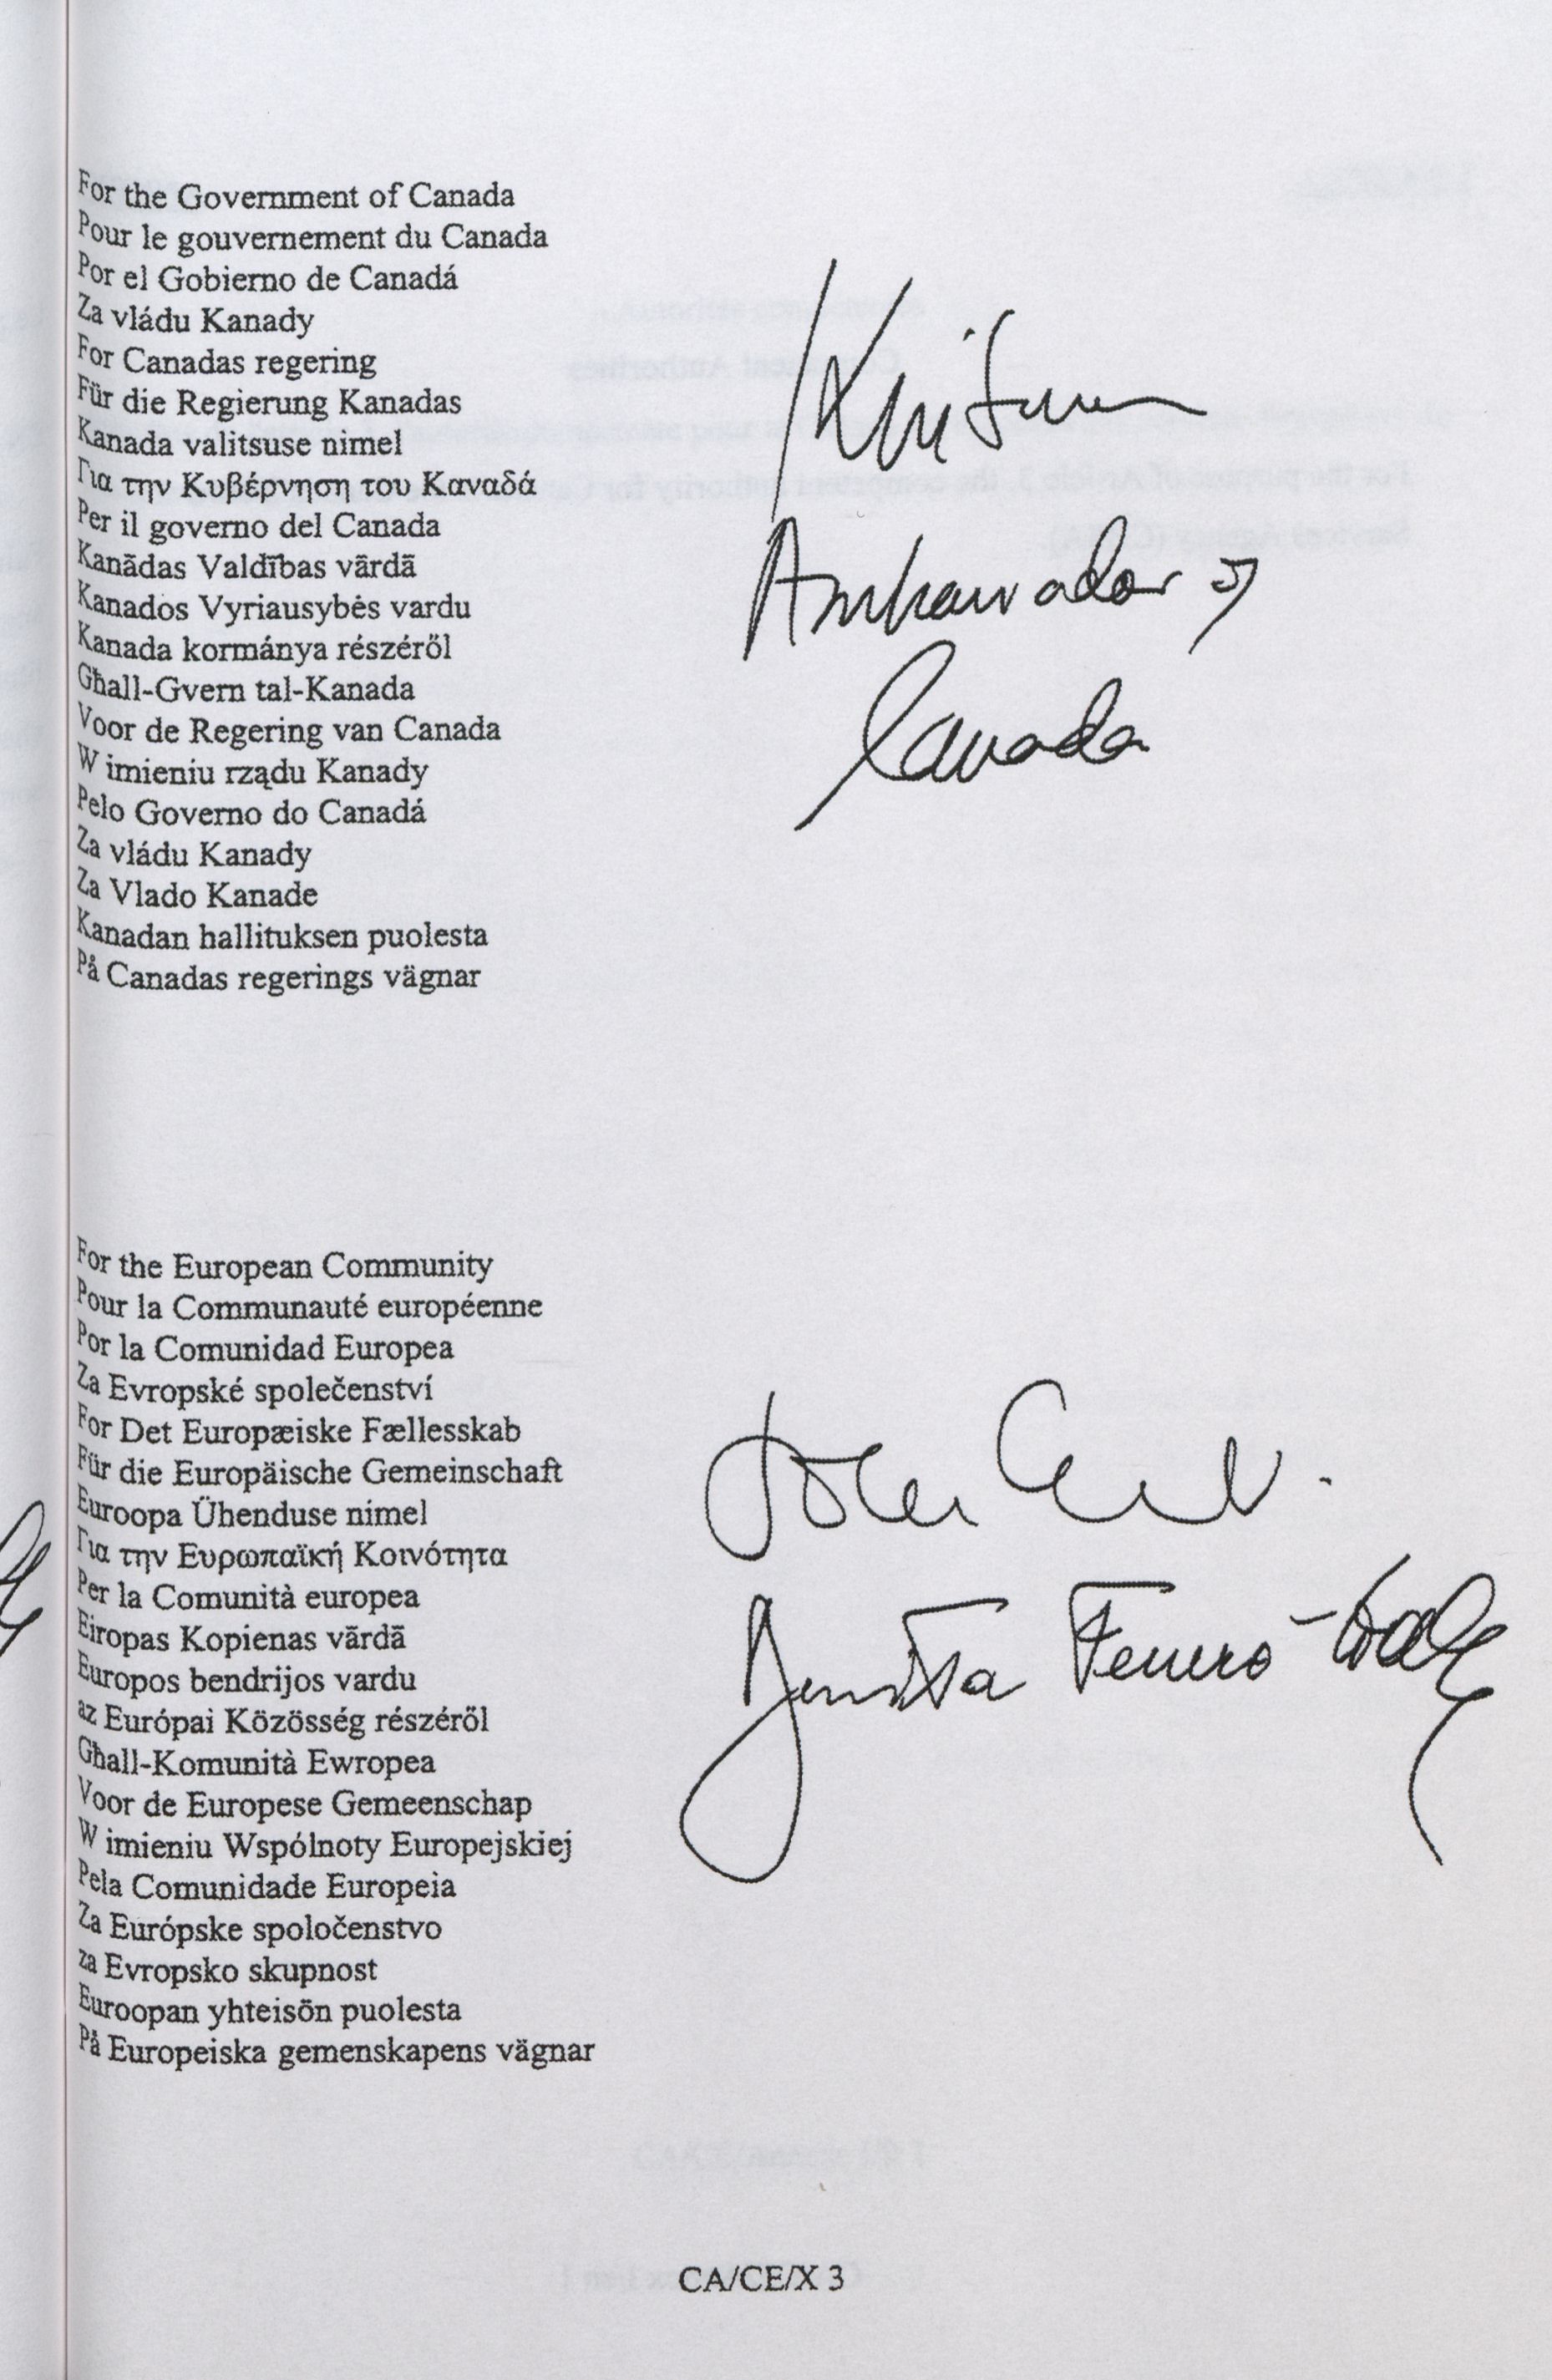 For the Government of Canada
Pour le gouvernement du Canada
Por el Gobierno de Canadá
Za vládu Kanady
For Canadas regering
Für die Regierung Kanadas
Kanada valitsuse nimel
Για την Κυβέρνηση του Καναδά
Per il governo del Canada
Kanādas Valdības vārdā
Kanados Vyriausybės vardu
Kanada kormánya részéről
Għall-Gvern tal-Kanada
Voor de Regering van Canada
W imieniu rządu Kanady
Pelo Governo do Canadá
Za vládu Kanady
Za Vlado Kanade
Kanadan hallituksen puolesta
På Canadas regerings vägnar
Ambassador of
Canada
For the European Community
Pour la Communauté européenne
Por la Comunidad Europea
Za Evropské společenství
For Det Europæiske Fællesskab
Für die Europäische Gemeinschaft
Euroopa Ühenduse nimel
Για την Ευρωπαϊκή Κοινότητα
Per la Comunità europea
Eiropas Kopienas vārdā
Europos bendrijos vardu
az Európai Közösség részéről
Għall-Komunità Ewropea
Voor de Europese Gemeenschap
W imieniu Wspólnoty Europejskiej
Pela Comunidade Europeia
Za Európske spoločenstvo
za Evropsko skupnost
Euroopan yhteisön puolesta
På Europeiska gemenskapens vägnar
CA/CE/X 3